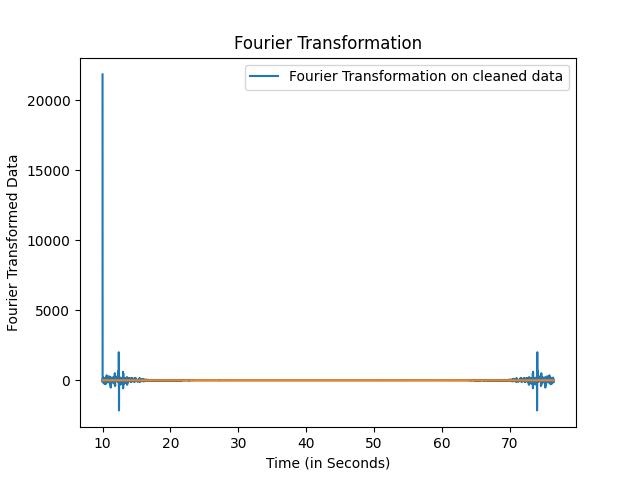 Fourier Transformation
Fourier Transformation on cleaned data
Fourier Transformed Data
20000
15000
10000
5000
0
10 20 30 40 50 60 70
Time (in Seconds)